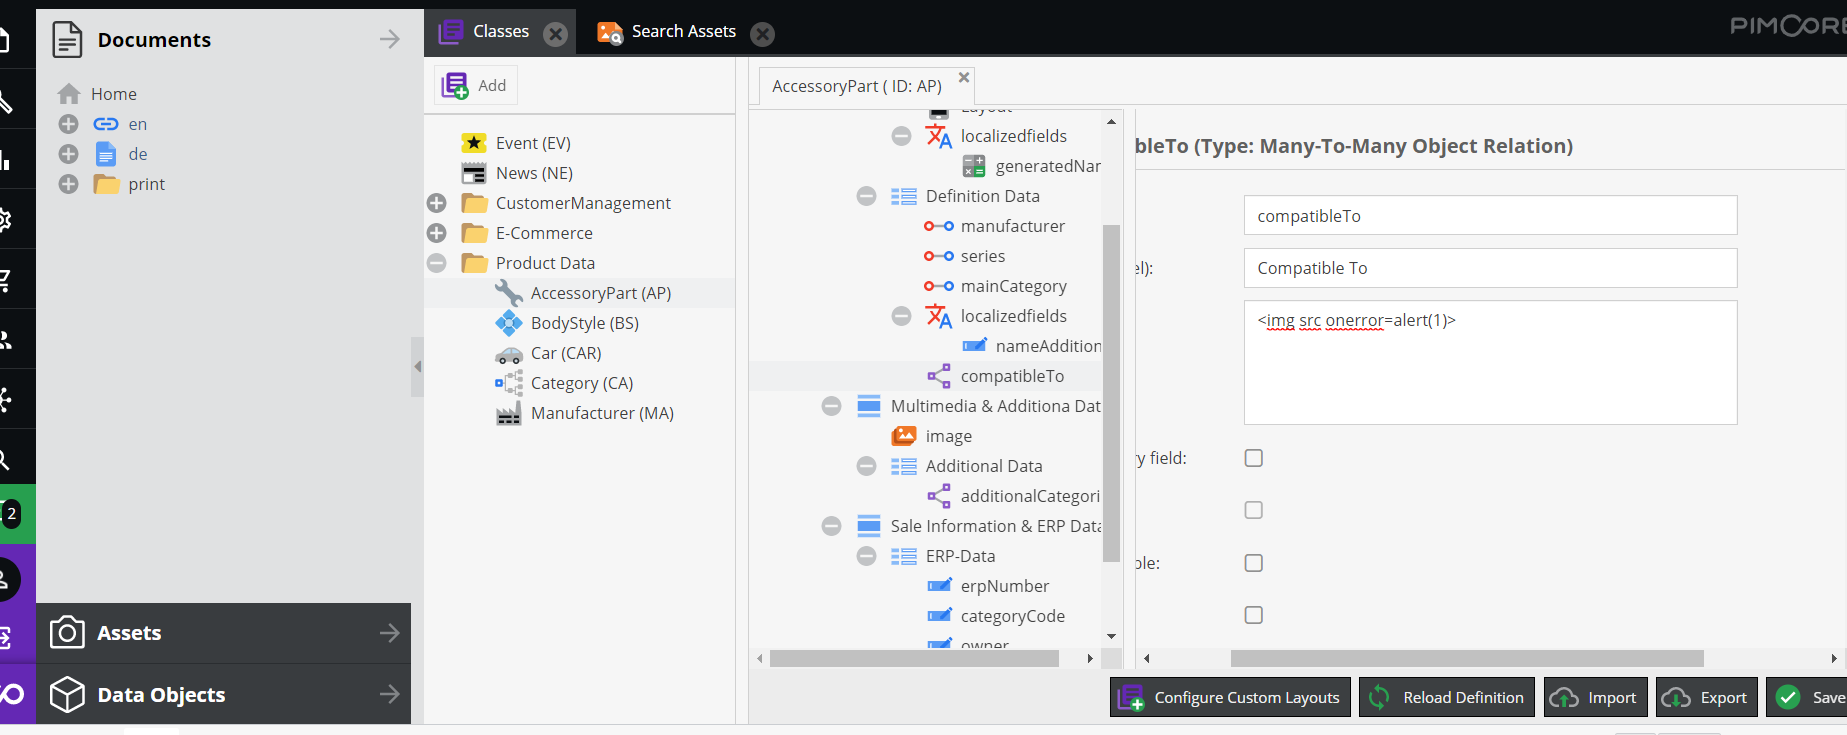 Documents
Home
en
de
print
Assets
Data Objects
2
Classes
Search Assets
PIMCORE
Add
Event (EV)
News (NE)
CustomerManagement
E-Commerce
Product Data
AccessoryPart (AP)
BodyStyle (BS)
Car (CAR)
Category (CA)
Manufacturer (MA)
AccessoryPart ( ID: AP)
Layout
localizedfields
generatedNar
Definition Data
manufacturer
series
mainCategory
localizedfields
nameAddition
compatibleTo
Multimedia & Additiona Dat
image
Additional Data
additionalCategori
Sale Information & ERP Data
ERP-Data
erpNumber
categoryCode
owner
bleTo (Type: Many-To-Many Object Relation)
compatibleTo
el):
Compatible To
<img src onerror=alert(1)>
y field:
ble:
Configure Custom Layouts
Reload Definition
Import
Export
Save